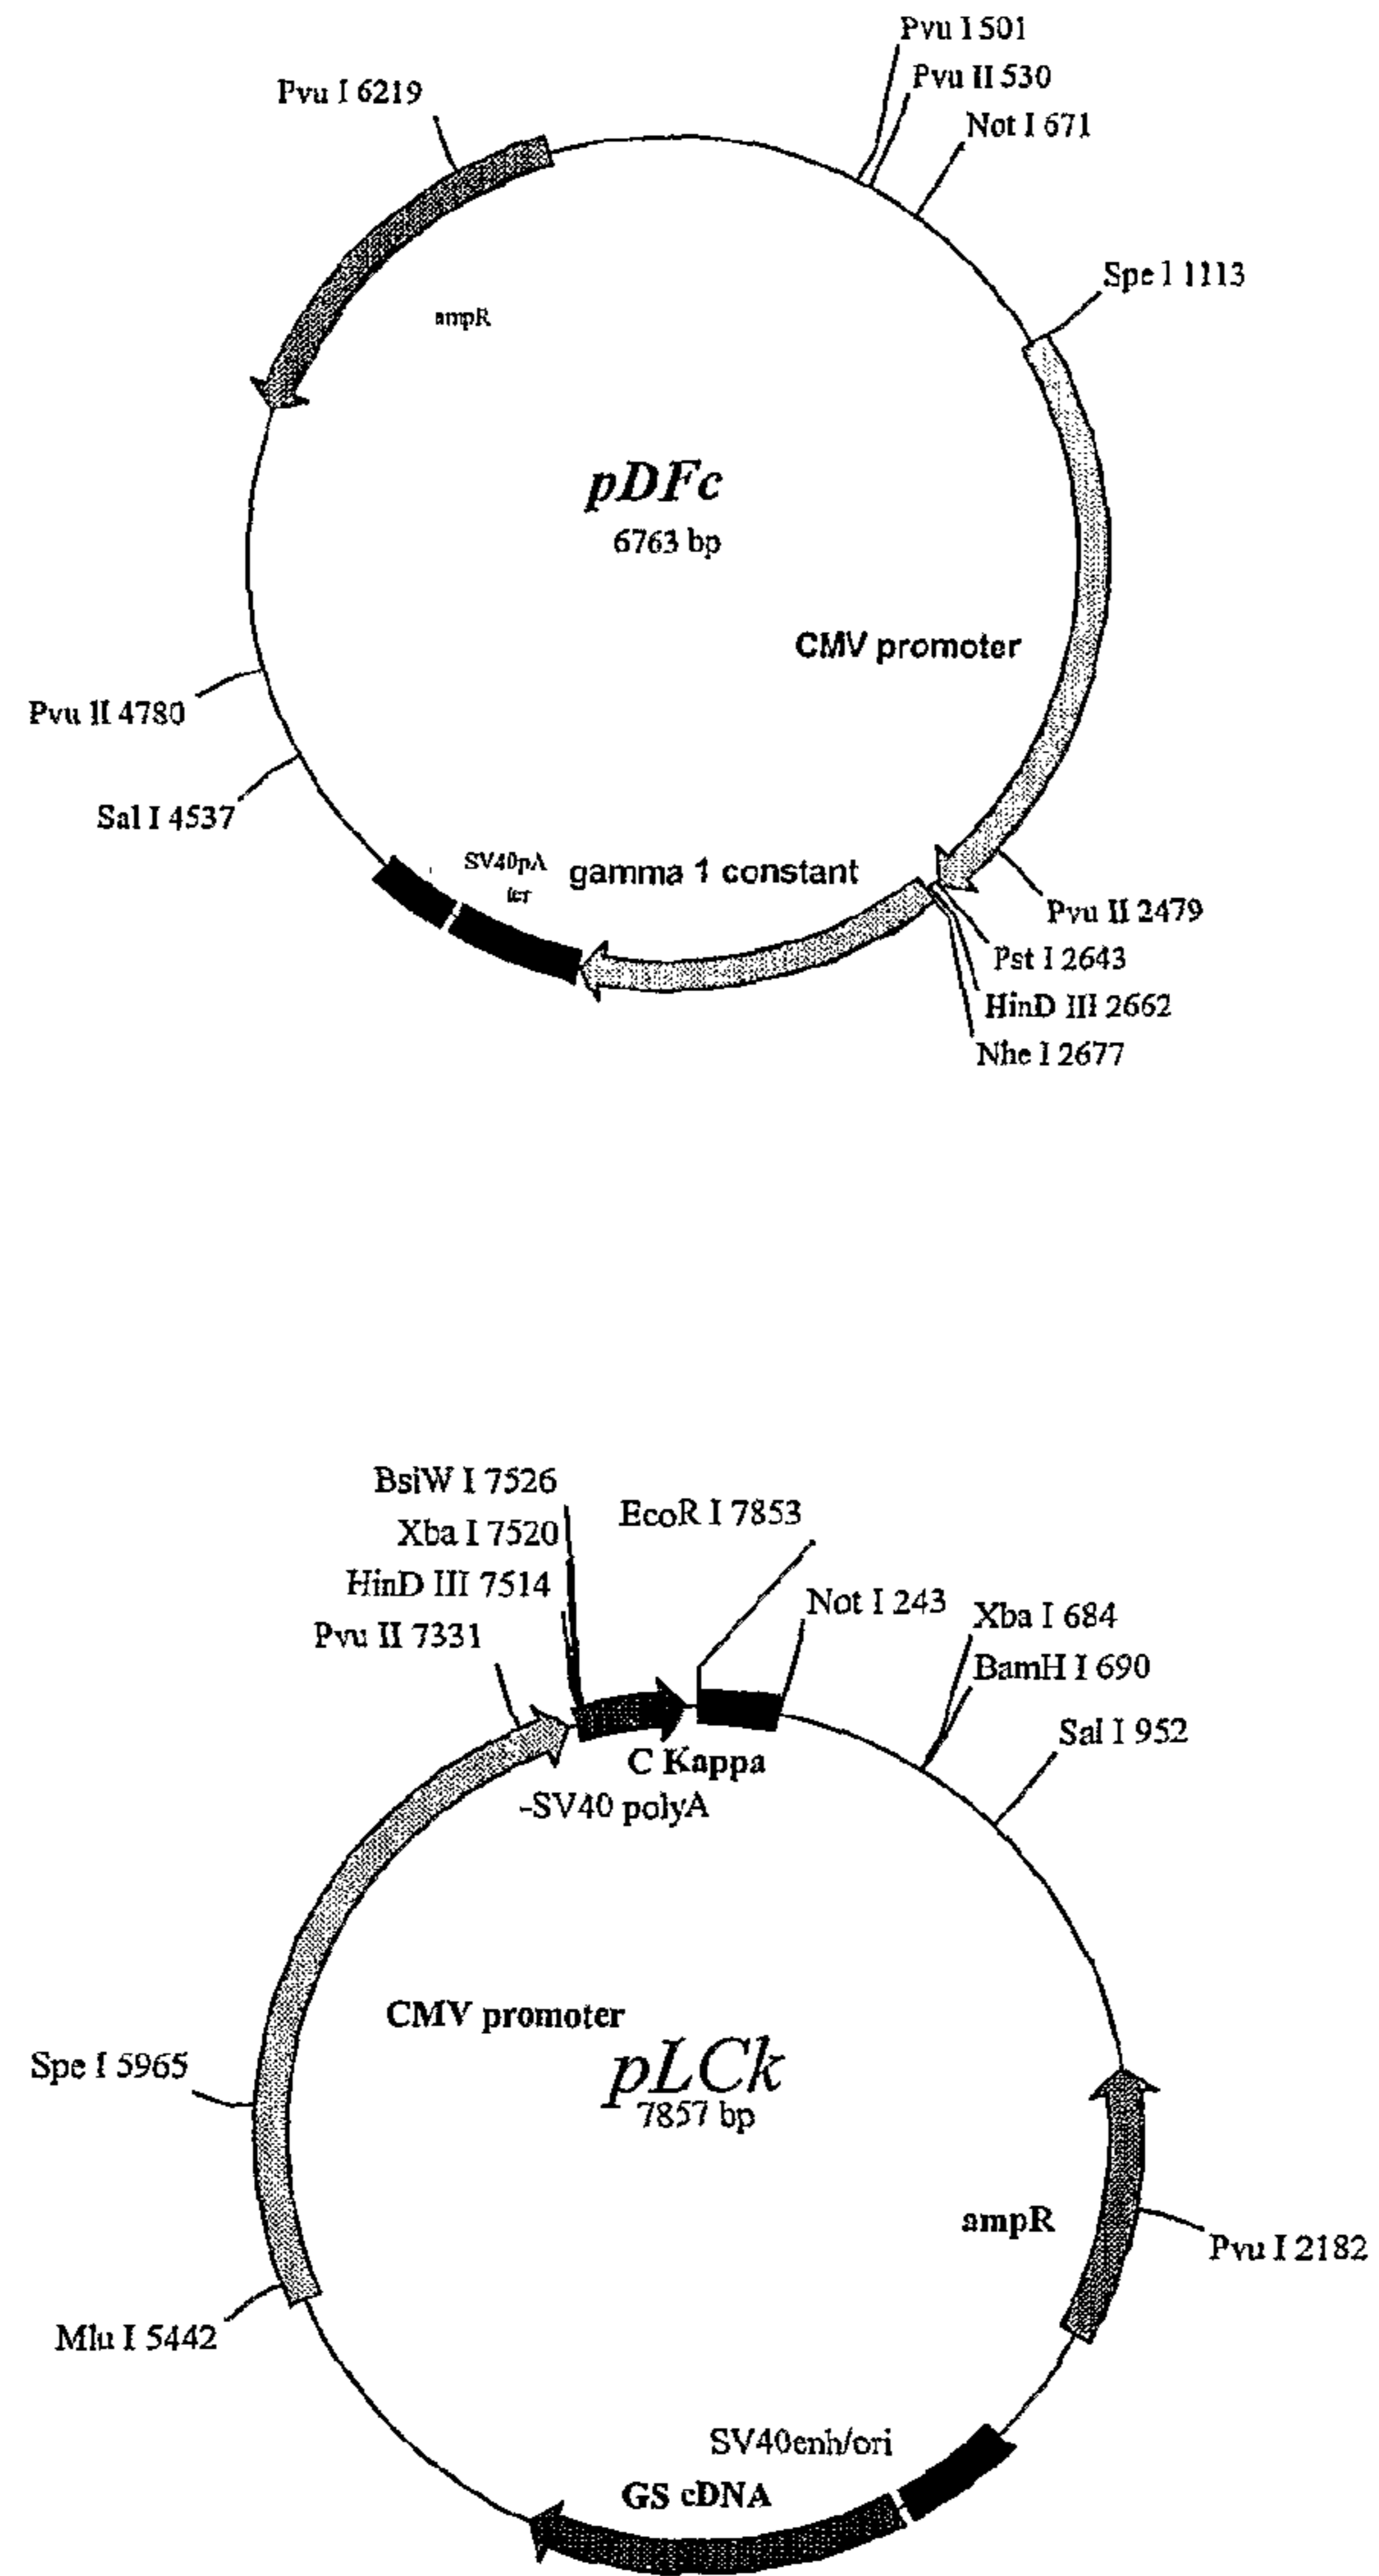 Pvu I 501
Pvu II 530
Pvu I 6219
Not I 671
Spe I 1113
ampR
pDFc
6763 bp
CMV promoter
Pvu II 4780
Sal I 4537
SV40pA
ter
gamma 1 constant
Pvu II 2479
Pst I 2643
HinD III 2662
Nhe I 2677
BsiW I 7526
EcoR I 7853
Xba I 7520
HinD III 7514
Not I 243
Xba I 684
Pvu II 7331
BamH I 690
Sal I 952
C Kappa
-SV40 polyA
CMV promoter
Spe I 5965
pLCk
7857 bp
ampR
Pvu I 2182
Mlu I 5442
SV40enh/ori
GS cDNA